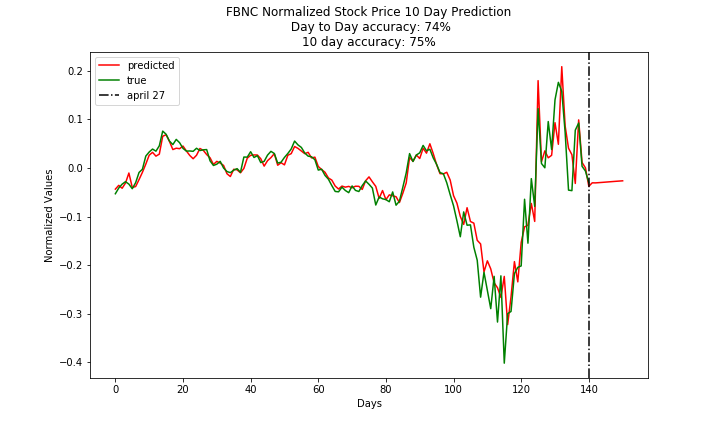 FBNC Normalized Stock Price 10 Day Prediction
Day to Day accuracy: 74%
10 day accuracy: 75%
predicted
true
april 27
Normalized Values
0.2
0.1
0.0
−0.1
−0.2
−0.3
−0.4
0 20 40 60 80 100 120 140
Days